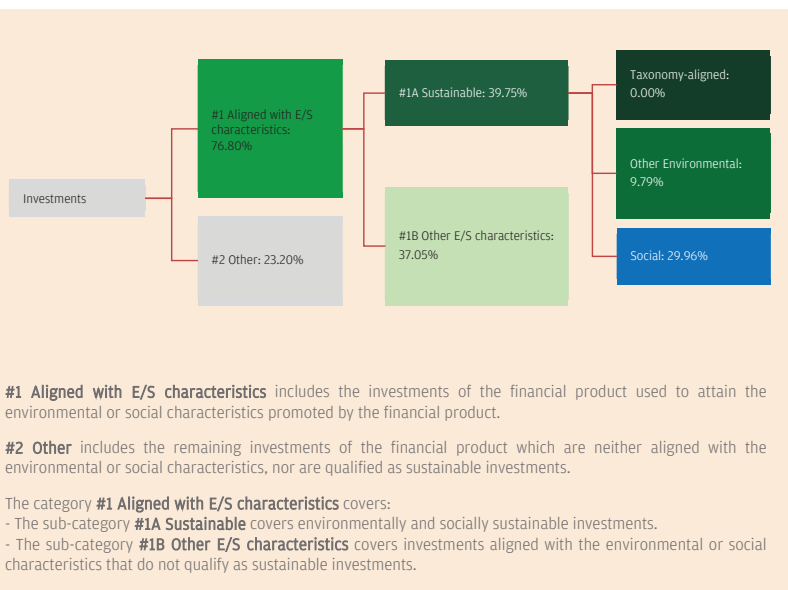 Investments
#1 Aligned with E/S
characteristics:
76.80%
#2 Other: 23.20%
#1A Sustainable: 39.75%
#1B Other E/S characteristics:
37.05%
Taxonomy-aligned:
0.00%
Other Environmental:
9.79%
Social: 29.96%
#1 Aligned with E/S characteristics includes the investments of the financial product used to attain the
environmental or social characteristics promoted by the financial product.
#2 Other includes the remaining investments of the financial product which are neither aligned with the
environmental or social characteristics, nor are qualified as sustainable investments.
The category #1 Aligned with E/S characteristics covers:
- The sub-category #1A Sustainable covers environmentally and socially sustainable investments.
- The sub-category #1B Other E/S characteristics covers investments aligned with the environmental or social
characteristics that do not qualify as sustainable investments.